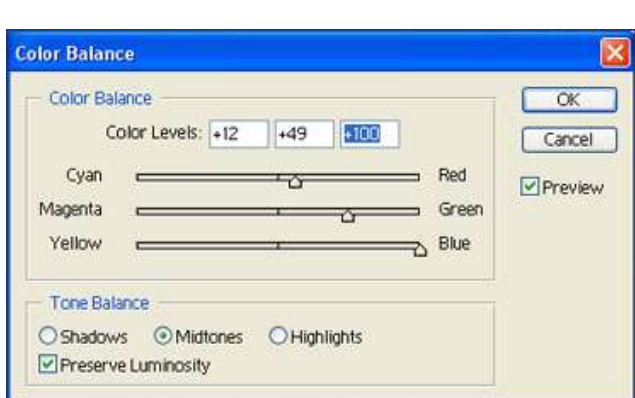 Color Balance
Color Balance
OK
Color Levels: +12 +49 +100
Cancel
Cyan Red
Preview
Magenta Green
Yellow Blue
Tone Balance
Shadows Midtones Highlights
Preserve Luminosity